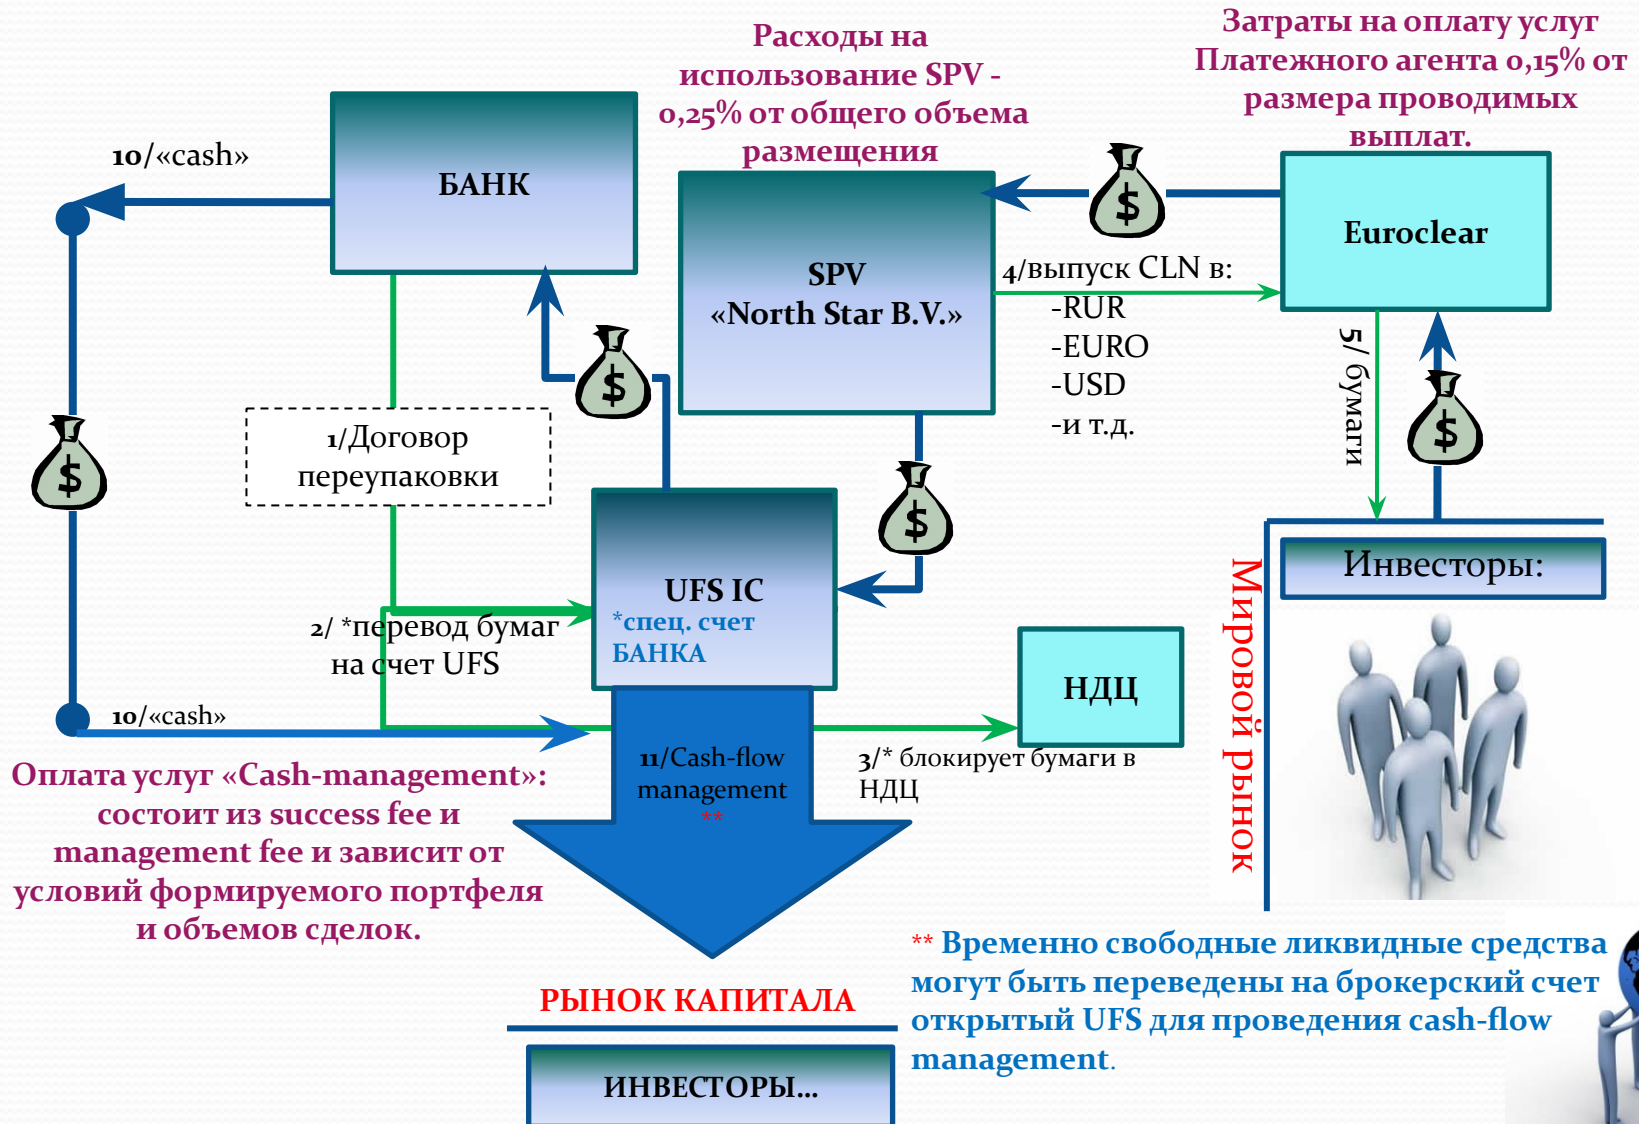 Расходы на
использование SPV -
0,25% от общего объема
размещения
Затраты на оплату услуг
Платежного агента 0,15% от
размера проводимых
выплат.
10/«cash»
БАНК
SPV
«North Star B.V.»
Euroclear
4/выпуск CLN в:
-RUR
-EURO
-USD
-и т.д.
5/ бумаги
$
$
$
$
$
1/Договор
переупаковки
UFS IC
*спец. счет
БАНКА
2/ *перевод бумаг
на счет UFS
Инвесторы:
Мировой рынок
НДЦ
10/«cash»
11/Cash-flow
management
**
3/* блокирует бумаги в
НДЦ
Оплата услуг «Cash-management»:
состоит из success fee и
management fee и зависит от
условий формируемого портфеля
и объемов сделок.
** Временно свободные ликвидные средства
могут быть переведены на брокерский счет
открытый UFS для проведения cash-flow
management.
РЫНОК КАПИТАЛА
ИНВЕСТОРЫ...